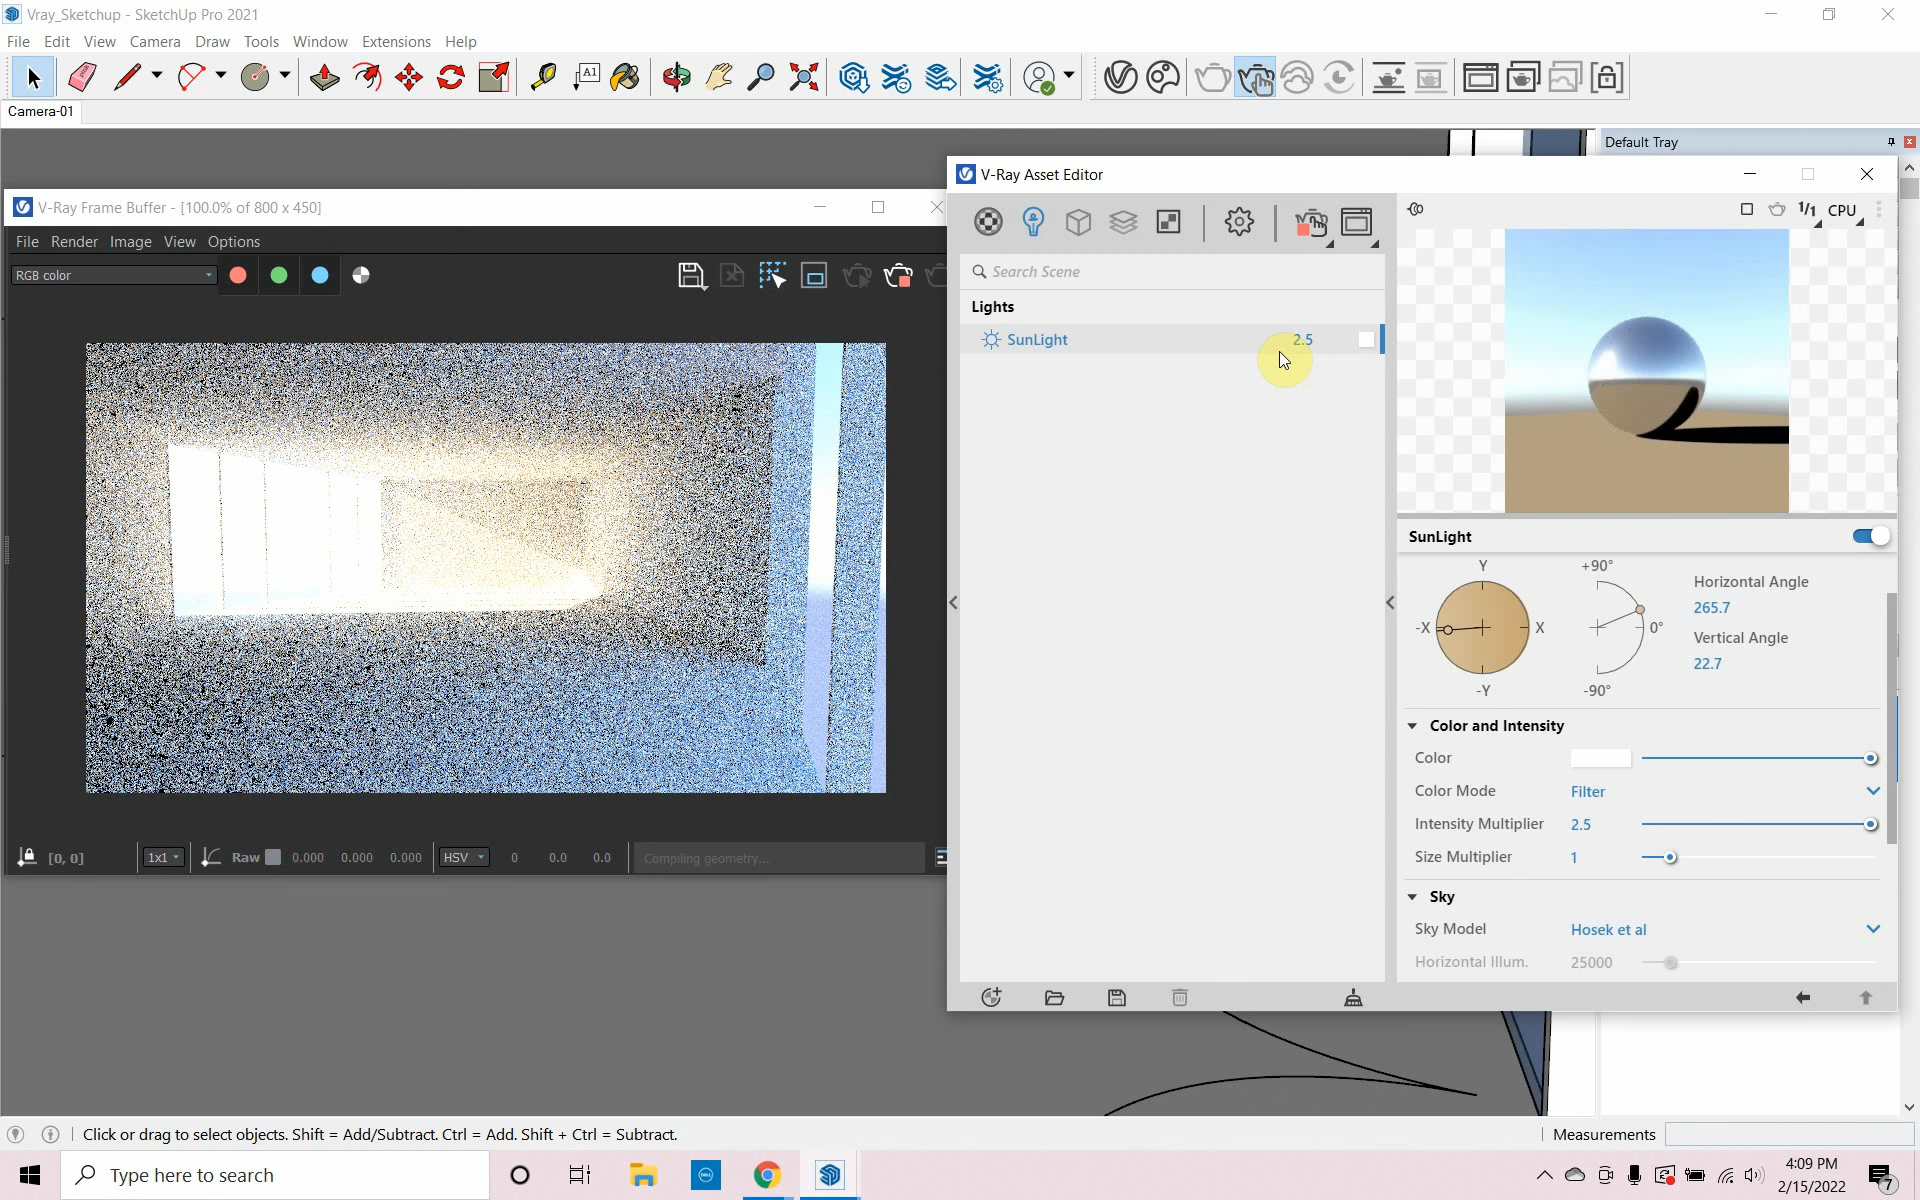 Vray_Sketchup - SketchUp Pro 2021
File Edit View Camera Draw Tools Window Extensions Help
A1
Camera-01
Default Tray
V-Ray Frame Buffer - [100.0% of 800 x 450]
File Render Image View Options
RGB color
[0, 0] 1x1 Raw 0.000 0.000 0.000 HSV 0 0.0 0.0 Compiling geometry...
V-Ray Asset Editor
Search Scene
Lights
SunLight 2.5
1/1 CPU
SunLight
Y +90°
Horizontal Angle
265.7
-X X 0°
Vertical Angle
22.7
-Y -90°
Color and Intensity
Color
Color Mode Filter
Intensity Multiplier 2.5
Size Multiplier 1
Sky
Sky Model Hosek et al
Horizontal Illum. 25000
Click or drag to select objects. Shift = Add/Subtract. Ctrl = Add. Shift + Ctrl = Subtract.
Measurements
Type here to search
DELL
4:09 PM
2/15/2022
7